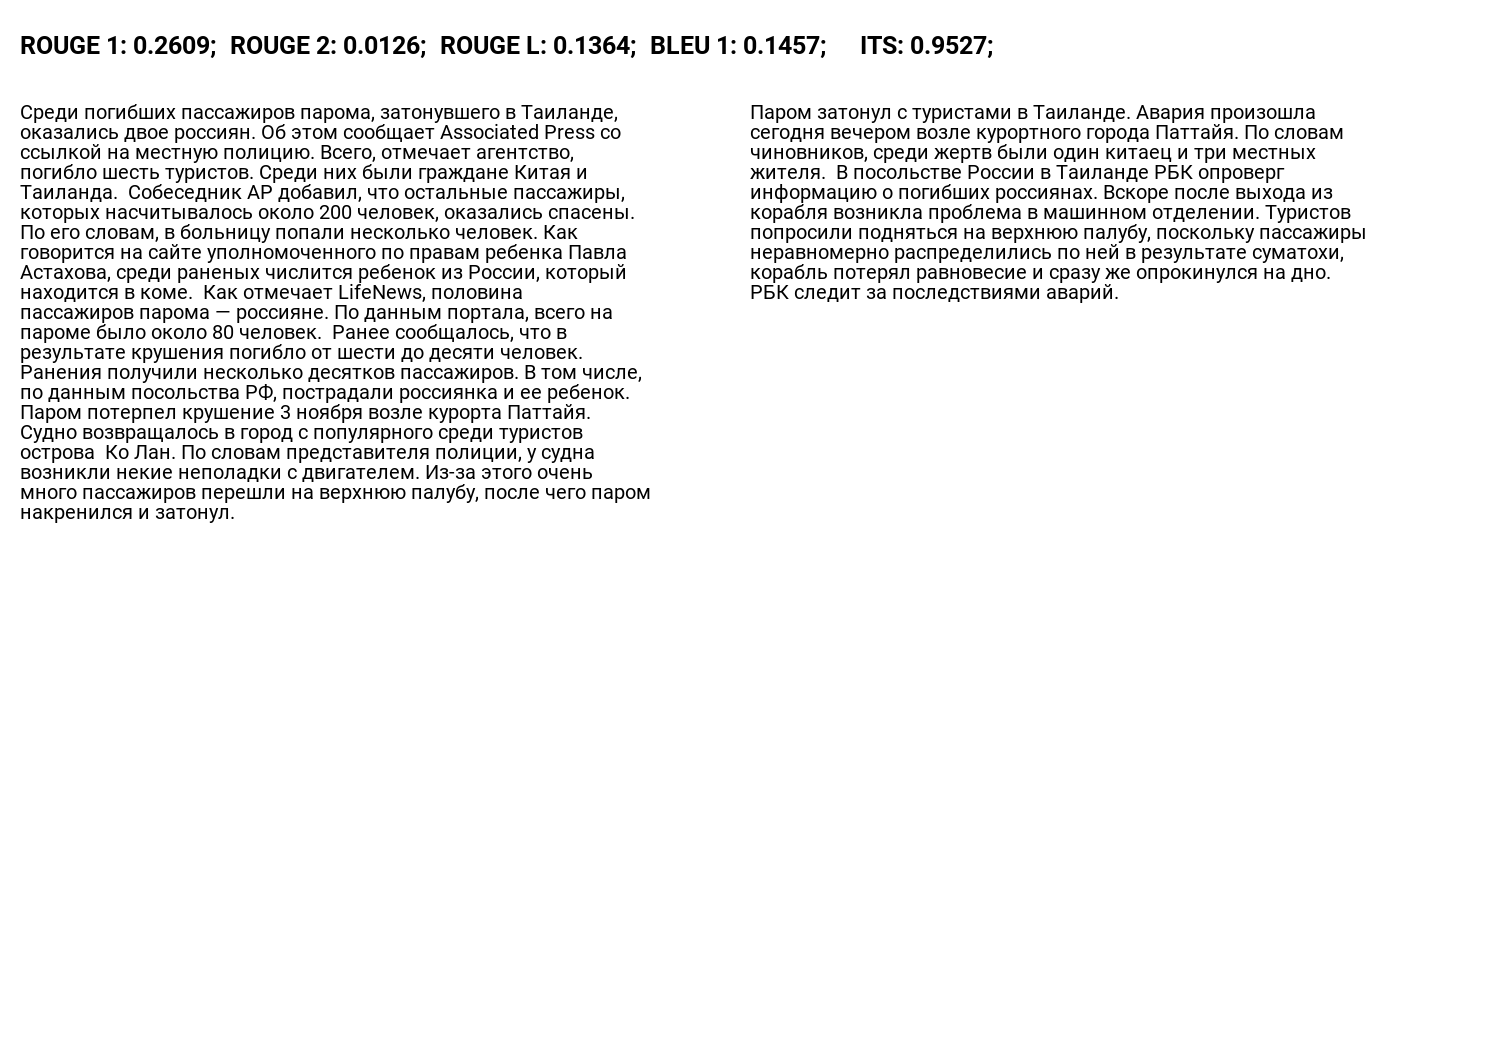 ROUGE 1: 0.2609; ROUGE 2: 0.0126; ROUGE L: 0.1364; BLEU 1: 0.1457; ITS: 0.9527;
Среди погибших пассажиров парома, затонувшего в Таиланде,
оказались двое россиян. Об этом сообщает Associated Press со
ссылкой на местную полицию. Всего, отмечает агентство,
погибло шесть туристов. Среди них были граждане Китая и
Таиланда. Собеседник АР добавил, что остальные пассажиры,
которых насчитывалось около 200 человек, оказались спасены.
По его словам, в больницу попали несколько человек. Как
говорится на сайте уполномоченного по правам ребенка Павла
Астахова, среди раненых числится ребенок из России, который
находится в коме. Как отмечает LifeNews, половина
пассажиров парома — россияне. По данным портала, всего на
пароме было около 80 человек. Ранее сообщалось, что в
результате крушения погибло от шести до десяти человек.
Ранения получили несколько десятков пассажиров. В том числе,
по данным посольства РФ, пострадали россиянка и ее ребенок.
Паром потерпел крушение 3 ноября возле курорта Паттайя.
Судно возвращалось в город с популярного среди туристов
острова Ко Лан. По словам представителя полиции, у судна
возникли некие неполадки с двигателем. Из-за этого очень
много пассажиров перешли на верхнюю палубу, после чего паром
накренился и затонул.
Паром затонул с туристами в Таиланде. Авария произошла
сегодня вечером возле курортного города Паттайя. По словам
чиновников, среди жертв были один китаец и три местных
жителя. В посольстве России в Таиланде РБК опроверг
информацию о погибших россиянах. Вскоре после выхода из
корабля возникла проблема в машинном отделении. Туристов
попросили подняться на верхнюю палубу, поскольку пассажиры
неравномерно распределились по ней в результате суматохи,
корабль потерял равновесие и сразу же опрокинулся на дно.
РБК следит за последствиями аварий.